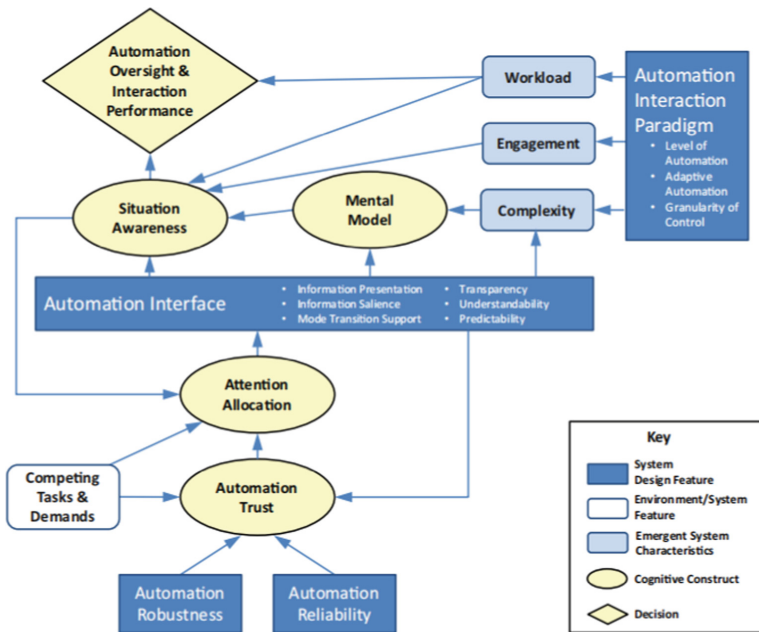 Automation
Oversight &
Interaction
Performance
Workload
Engagement
Complexity
Automation
Interaction
Paradigm
• Level of
Automation
• Adaptive
Automation
• Granularity of
Control
Situation
Awareness
Mental
Model
Automation Interface
• Information Presentation
• Information Salience
• Mode Transition Support
• Transparency
• Understandability
• Predictability
Attention
Allocation
Competing
Tasks &
Demands
Automation
Trust
Automation
Robustness
Automation
Reliability
Key
System
Design Feature
Environment/System
Feature
Emergent System
Characteristics
Cognitive Construct
Decision